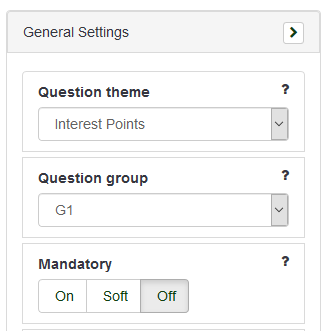 General Settings
Question theme ?
Interest Points
Question group ?
G1
Mandatory ?
On Soft Off